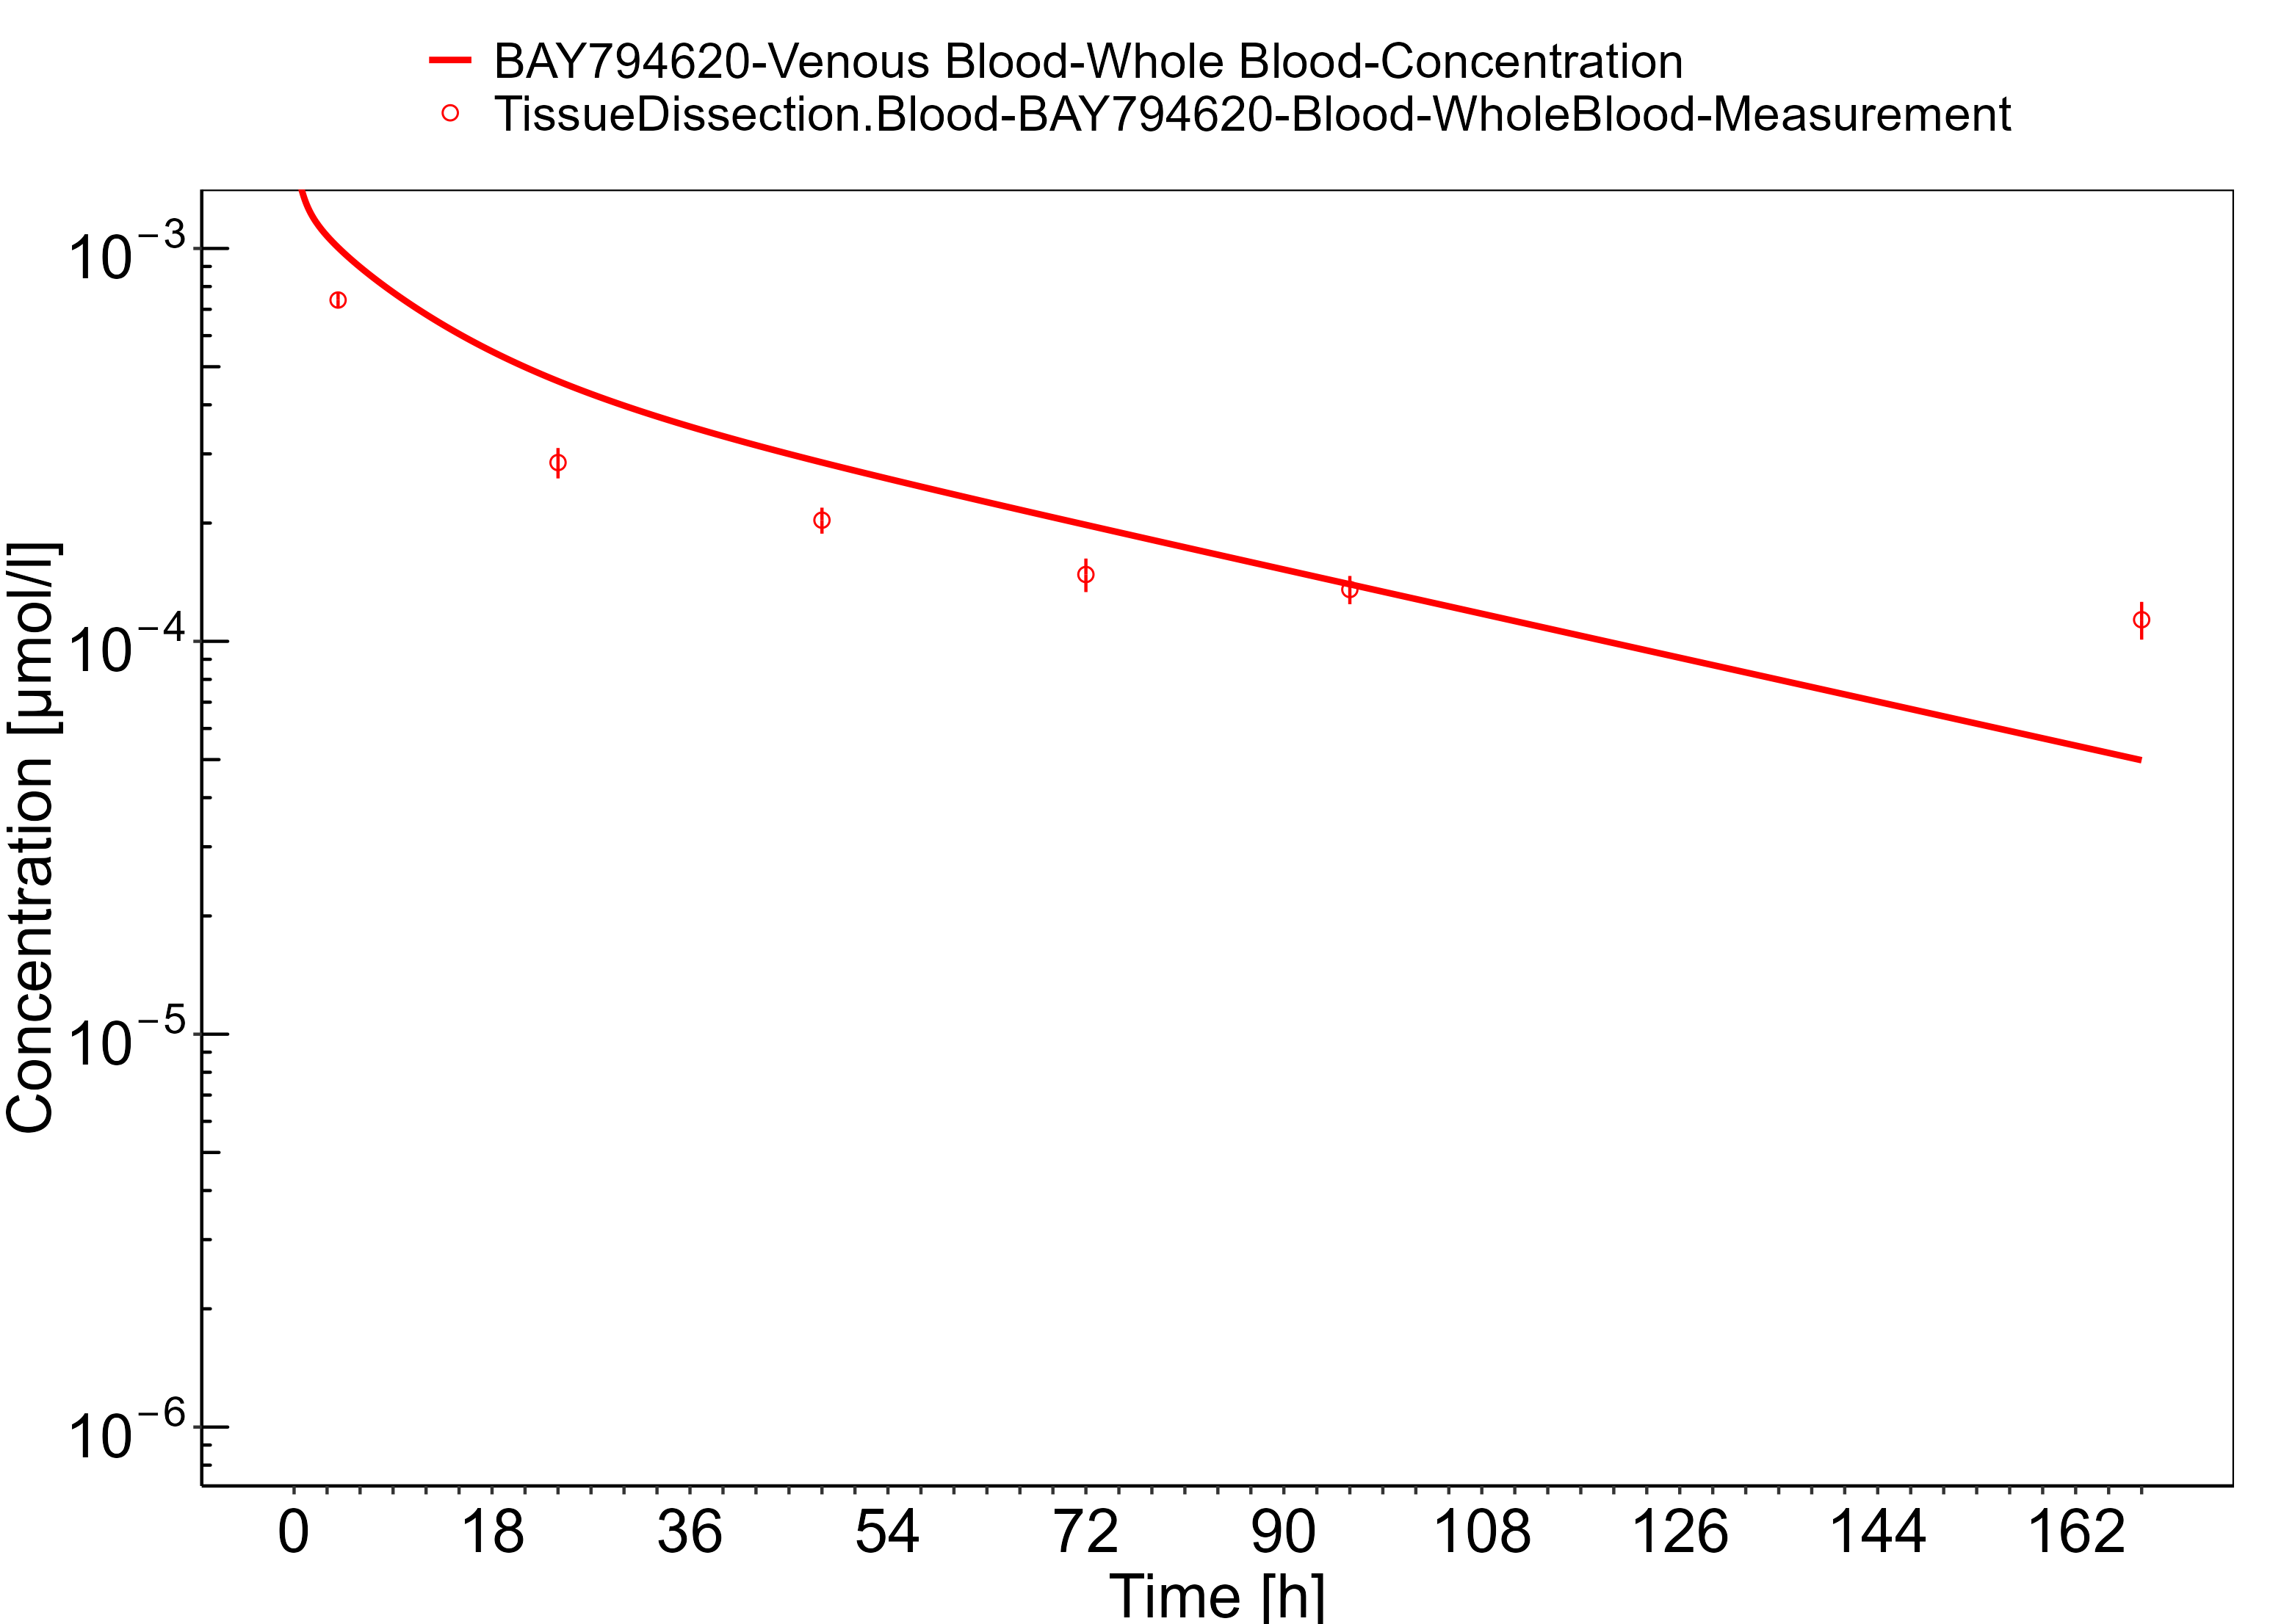 BAY794620-Venous Blood-Whole Blood-Concentration
TissueDissection.Blood-BAY794620-Blood-WholeBlood-Measurement
10−3
10−4
10−5
10−6
Concentration [µmol/l]
0 18 36 54 72 90 108 126 144 162
Time [h]